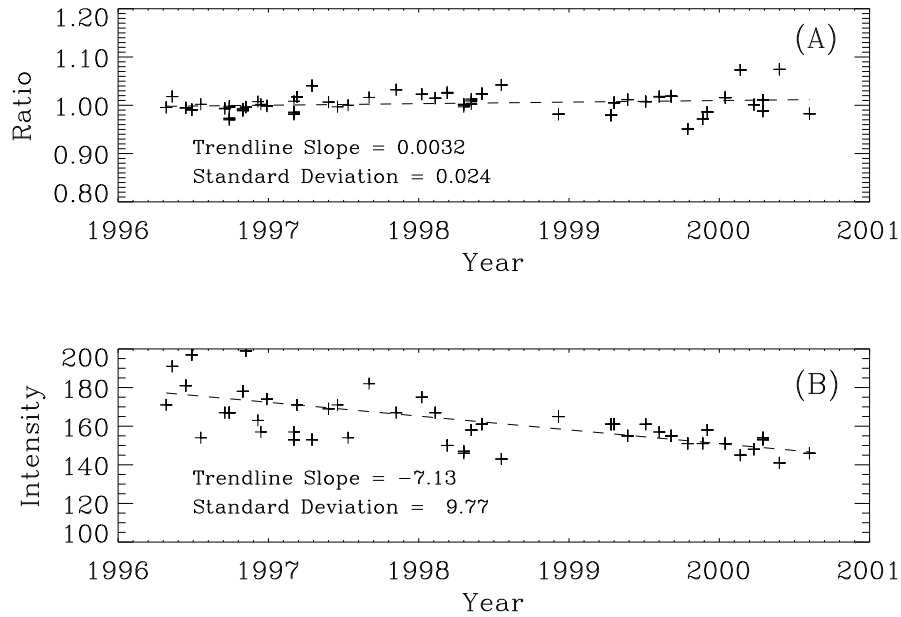 1.20
(A)
1.10
1.00
0.90
0.80
Ratio
Trendline Slope = 0.0032
Standard Deviation = 0.024
1996 1997 1998 1999 2000 2001
Year
200
(B)
180
160
140
120
100
Intensity
Trendline Slope = −7.13
Standard Deviation = 9.77
1996 1997 1998 1999 2000 2001
Year